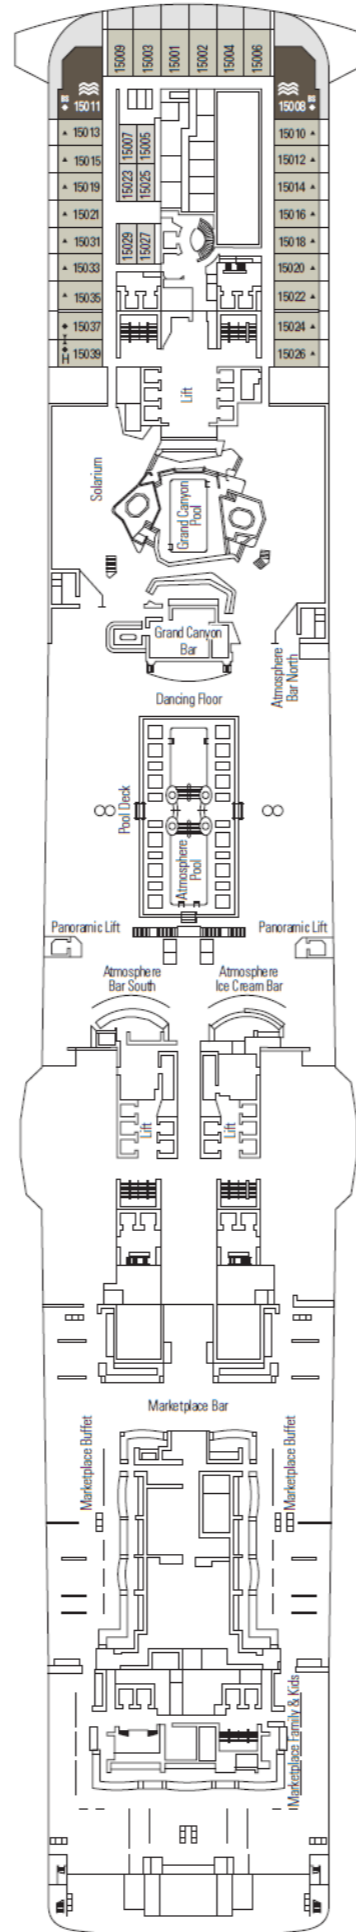 15009
15003
15001
15002
15004
15006
15011
15008
15013
15007
15005
15010
15015
15012
15019
15023
15025
15014
15021
15016
15031
15029
15027
15018
15033
15020
15035
15022
15037
15024
H
15039
15026
Lift
Solarium
Grand Canyon
Pool
Grand Canyon
Bar
Atmosphere
Bar North
Dancing Floor
Pool Deck
Atmosphere
Pool
Panoramic Lift
Panoramic Lift
Atmosphere
Bar South
Atmosphere
Ice Cream Bar
Lift
Lift
Marketplace Bar
Marketplace Buffet
Marketplace Buffet
Marketplace Family & Kids